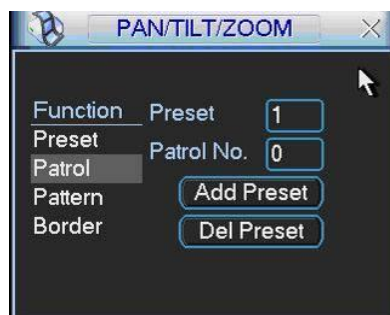 PAN/TILT/ZOOM
Function
Preset 1
Preset
Patrol No. 0
Patrol
Pattern
Add Preset
Border
Del Preset